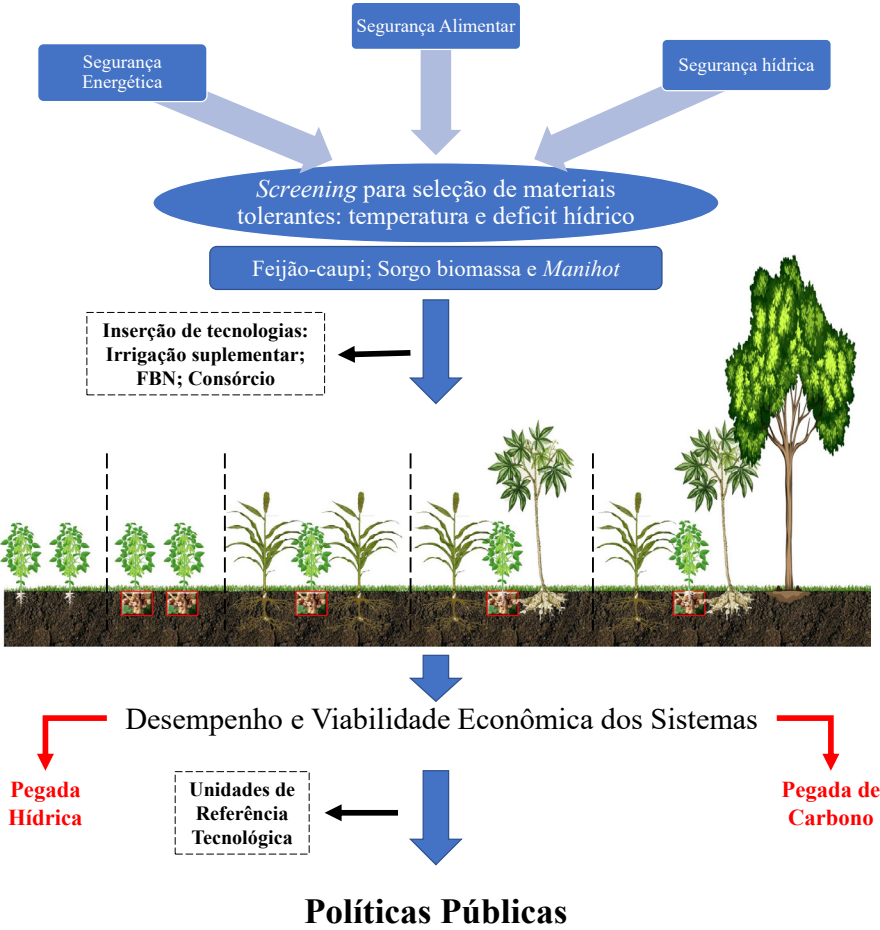 Segurança Alimentar
Segurança
Energética
Segurança hídrica
Screening para seleção de materiais
tolerantes: temperatura e deficit hídrico
Feijão-caupi; Sorgo biomassa e Manihot
Inserção de tecnologias:
Irrigação suplementar;
FBN; Consórcio
Desempenho e Viabilidade Econômica dos Sistemas
Pegada
Hídrica
Pegada de
Carbono
Unidades de
Referência
Tecnológica
Políticas Públicas